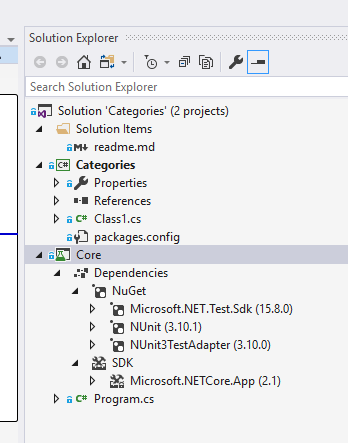 Solution Explorer
Search Solution Explorer
Solution 'Categories' (2 projects)
Solution Items
readme.md
C# Categories
Properties
References
C# Class1.cs
packages.config
Core
Dependencies
NuGet
Microsoft.NET.Test.Sdk (15.8.0)
NUnit (3.10.1)
NUnit3TestAdapter (3.10.0)
SDK
Microsoft.NETCore.App (2.1)
C# Program.cs